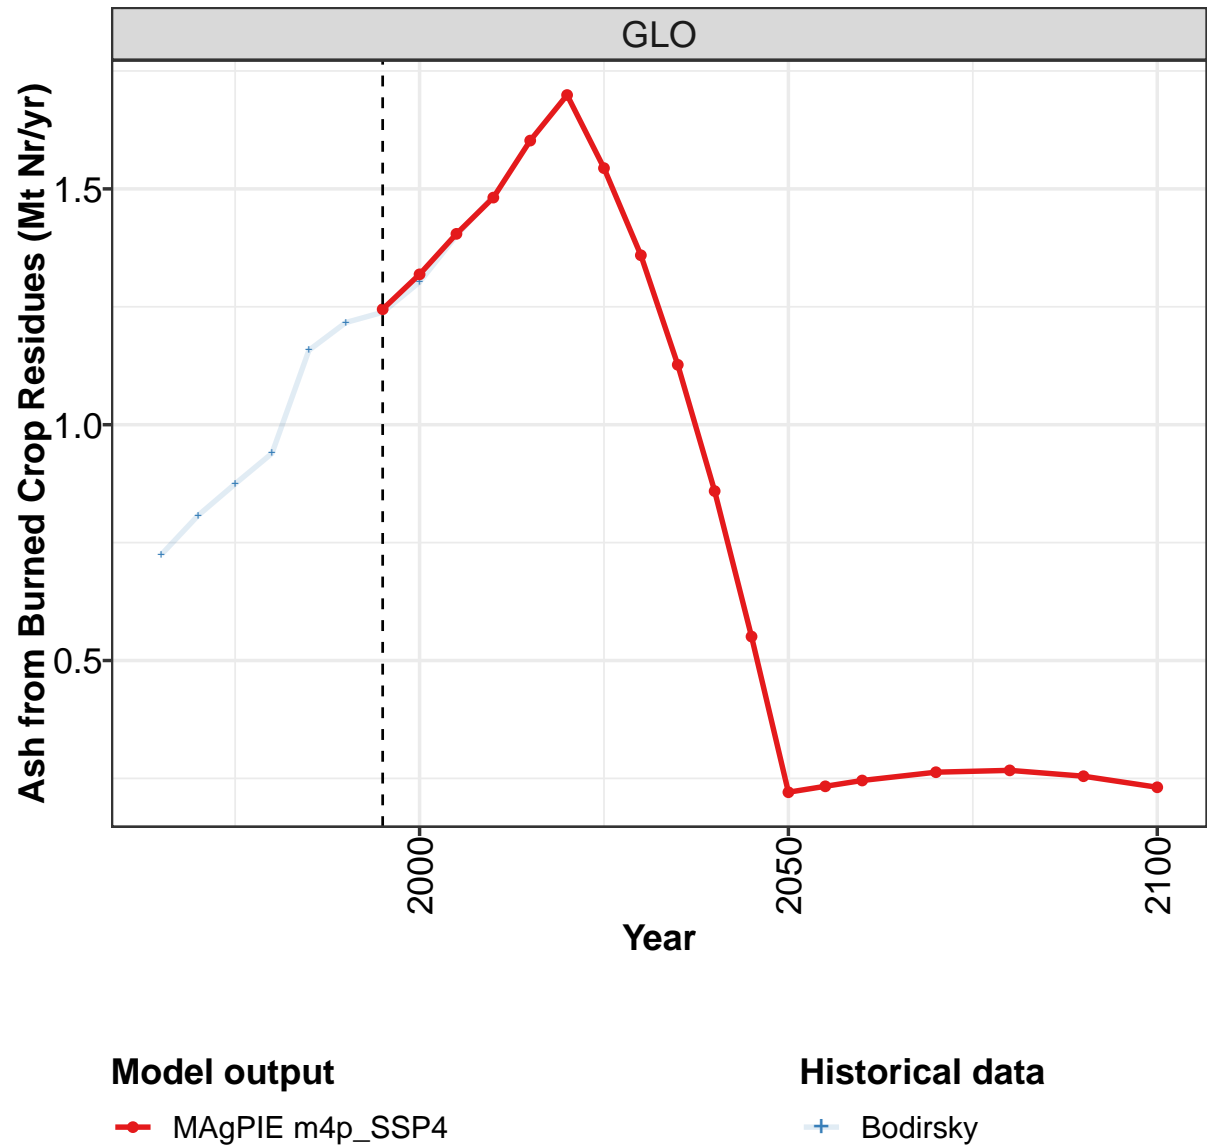 GLO
Ash from Burned Crop Residues (Mt Nr/yr)
1.5
1.0
0.5
2000
2050
2100
Year
Model output
MAgPIE m4p_SSP4
Historical data
Bodirsky